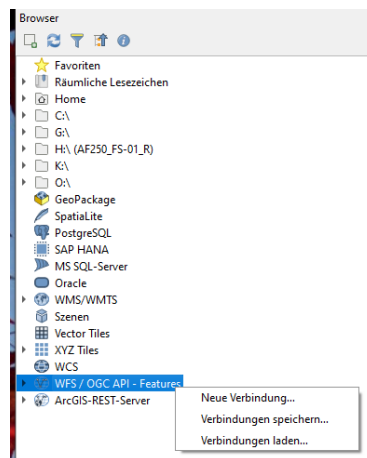 Browser
Favoriten
Räumliche Lesezeichen
Home
C:\
G:\
H:\ (AF250_FS-01_R)
K:\
O:\
GeoPackage
SpatiaLite
PostgreSQL
SAP HANA
MS SQL-Server
Oracle
WMS/WMTS
Szenen
Vector Tiles
XYZ Tiles
WCS
WFS / OGC API - Features
ArcGIS-REST-Server
Neue Verbindung...
Verbindungen speichern...
Verbindungen laden...